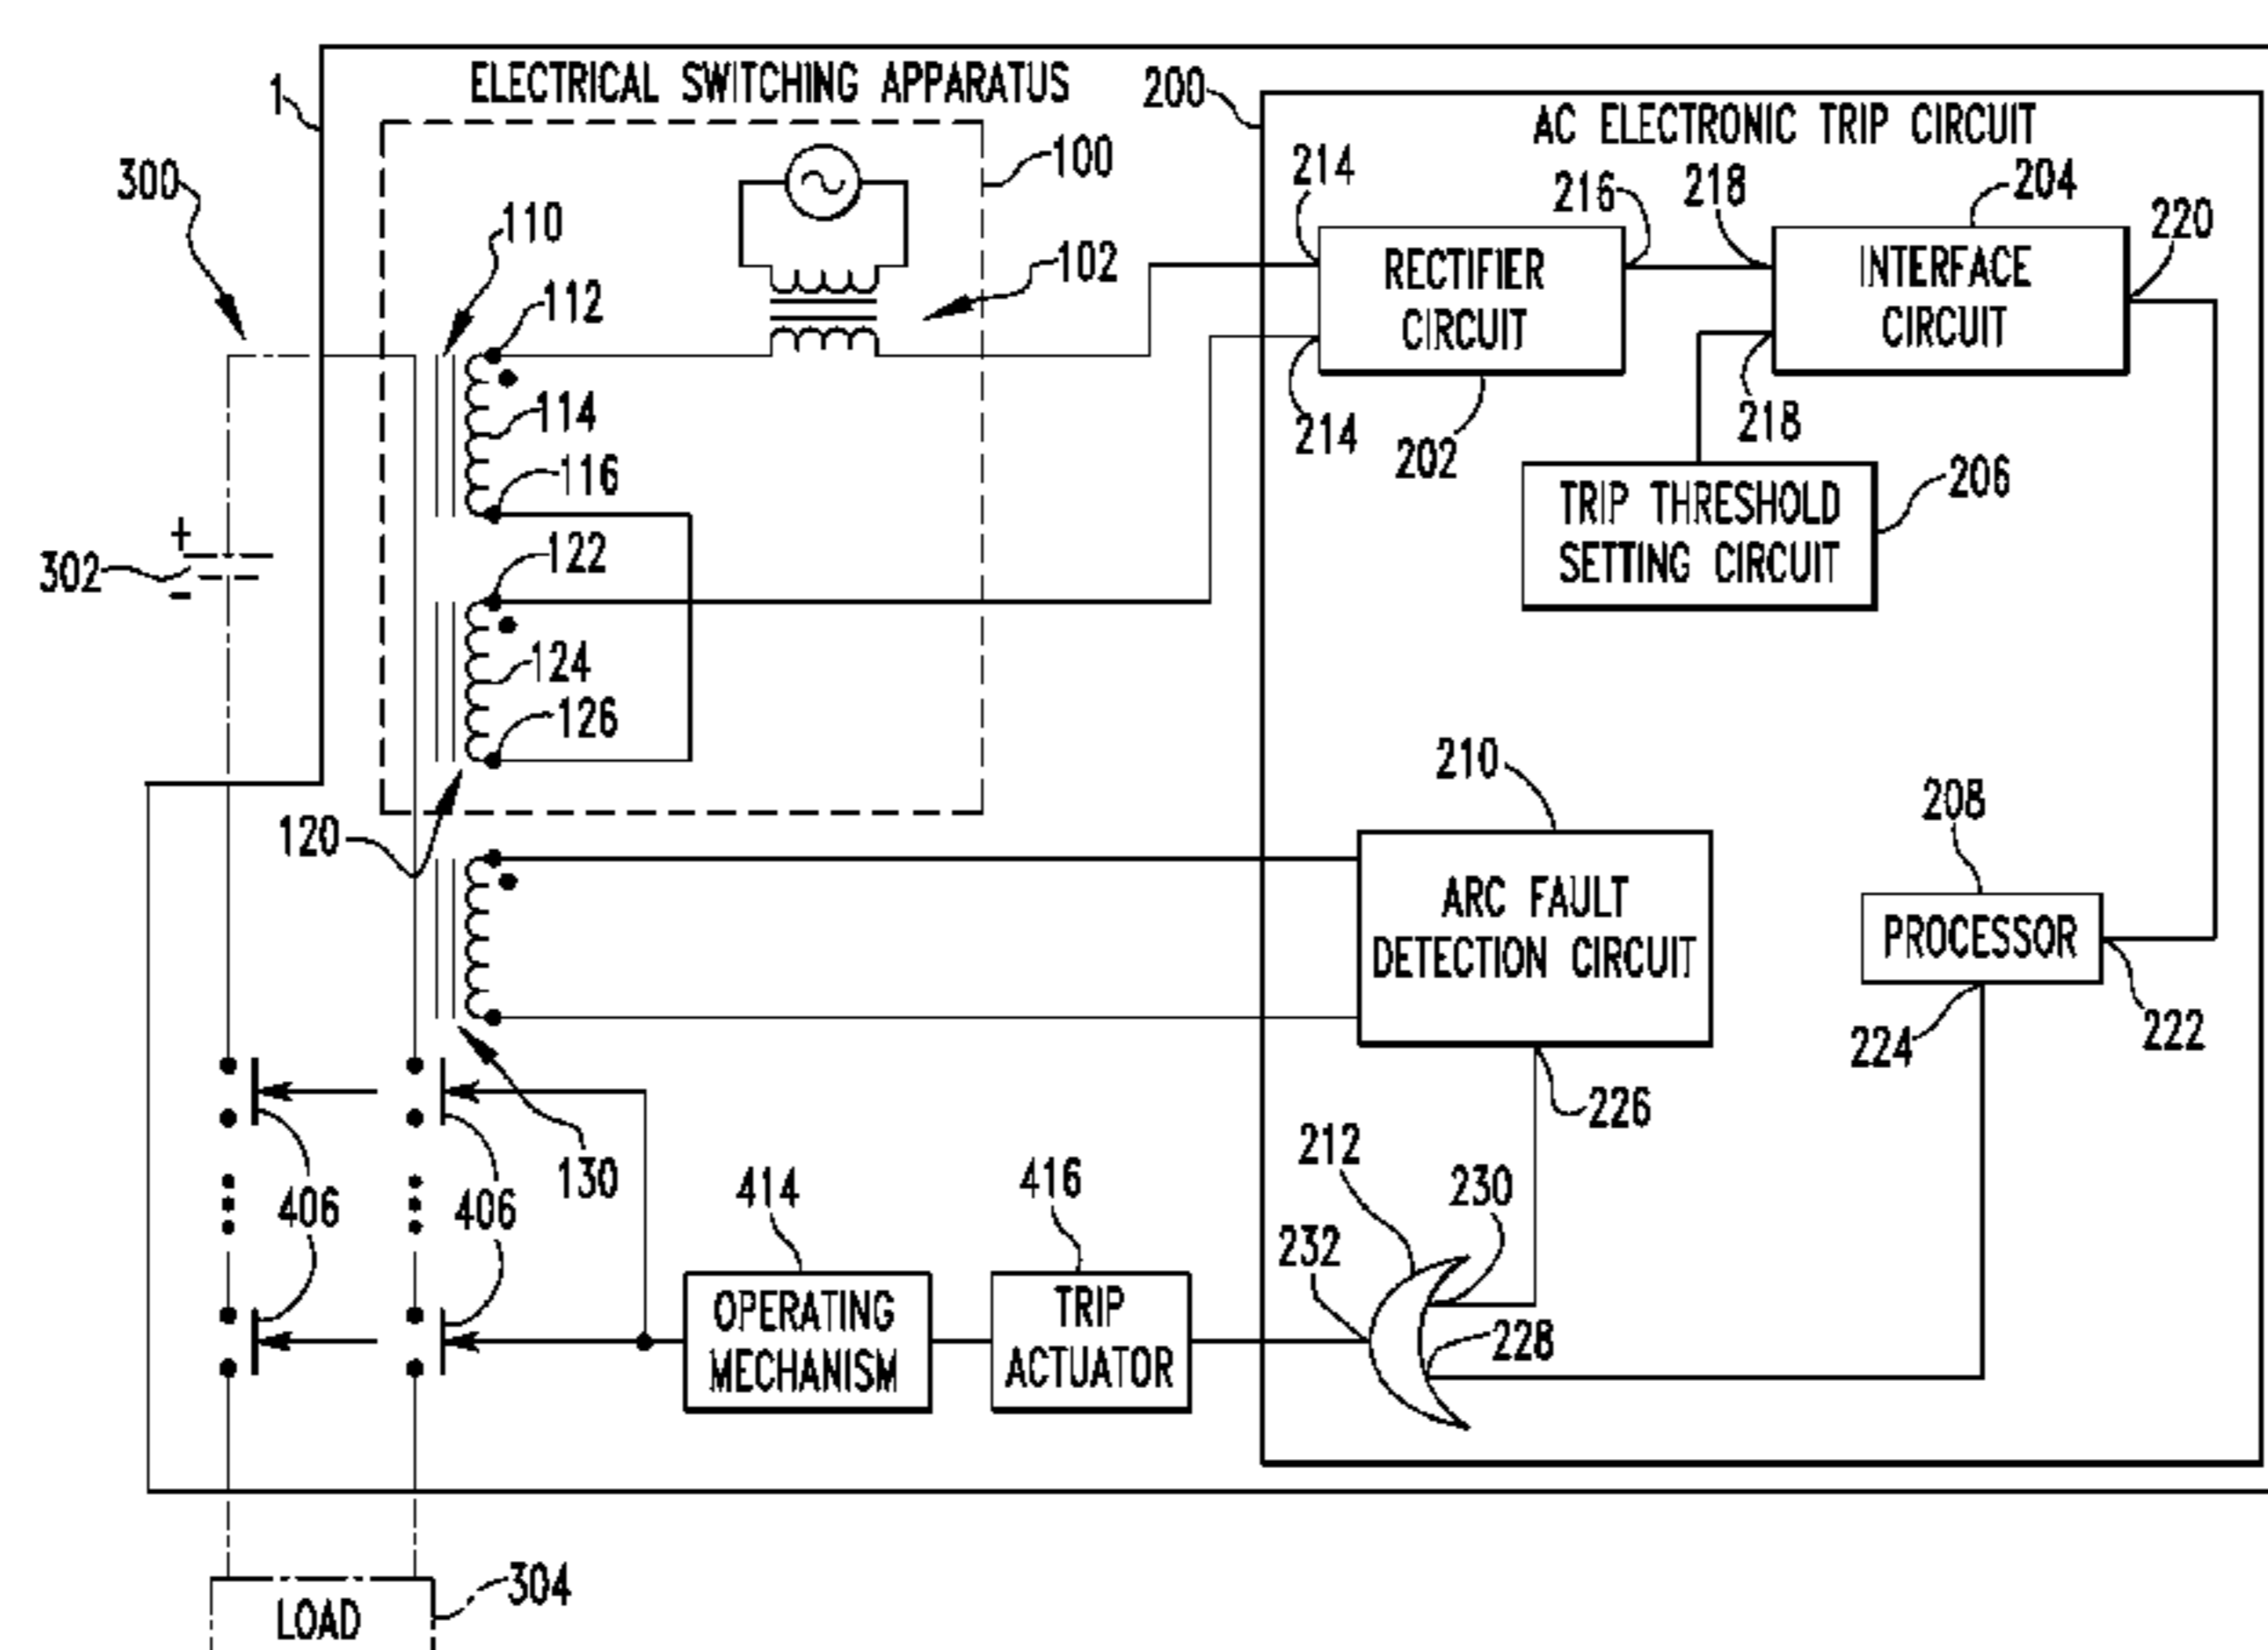 ELECTRICAL SWITCHING APPARATUS
1
200
AC ELECTRONIC TRIP CIRCUIT
100
300
110
102
112
214
216
218
204
220
RECTIFIER
CIRCUIT
INTERFACE
CIRCUIT
114
214
202
218
116
206
TRIP THRESHOLD
SETTING CIRCUIT
+
302
-
122
124
126
120
210
208
ARC FAULT
DETECTION CIRCUIT
PROCESSOR
222
224
226
130
406
406
414
416
212
230
232
228
OPERATING
MECHANISM
TRIP
ACTUATOR
304
LOAD